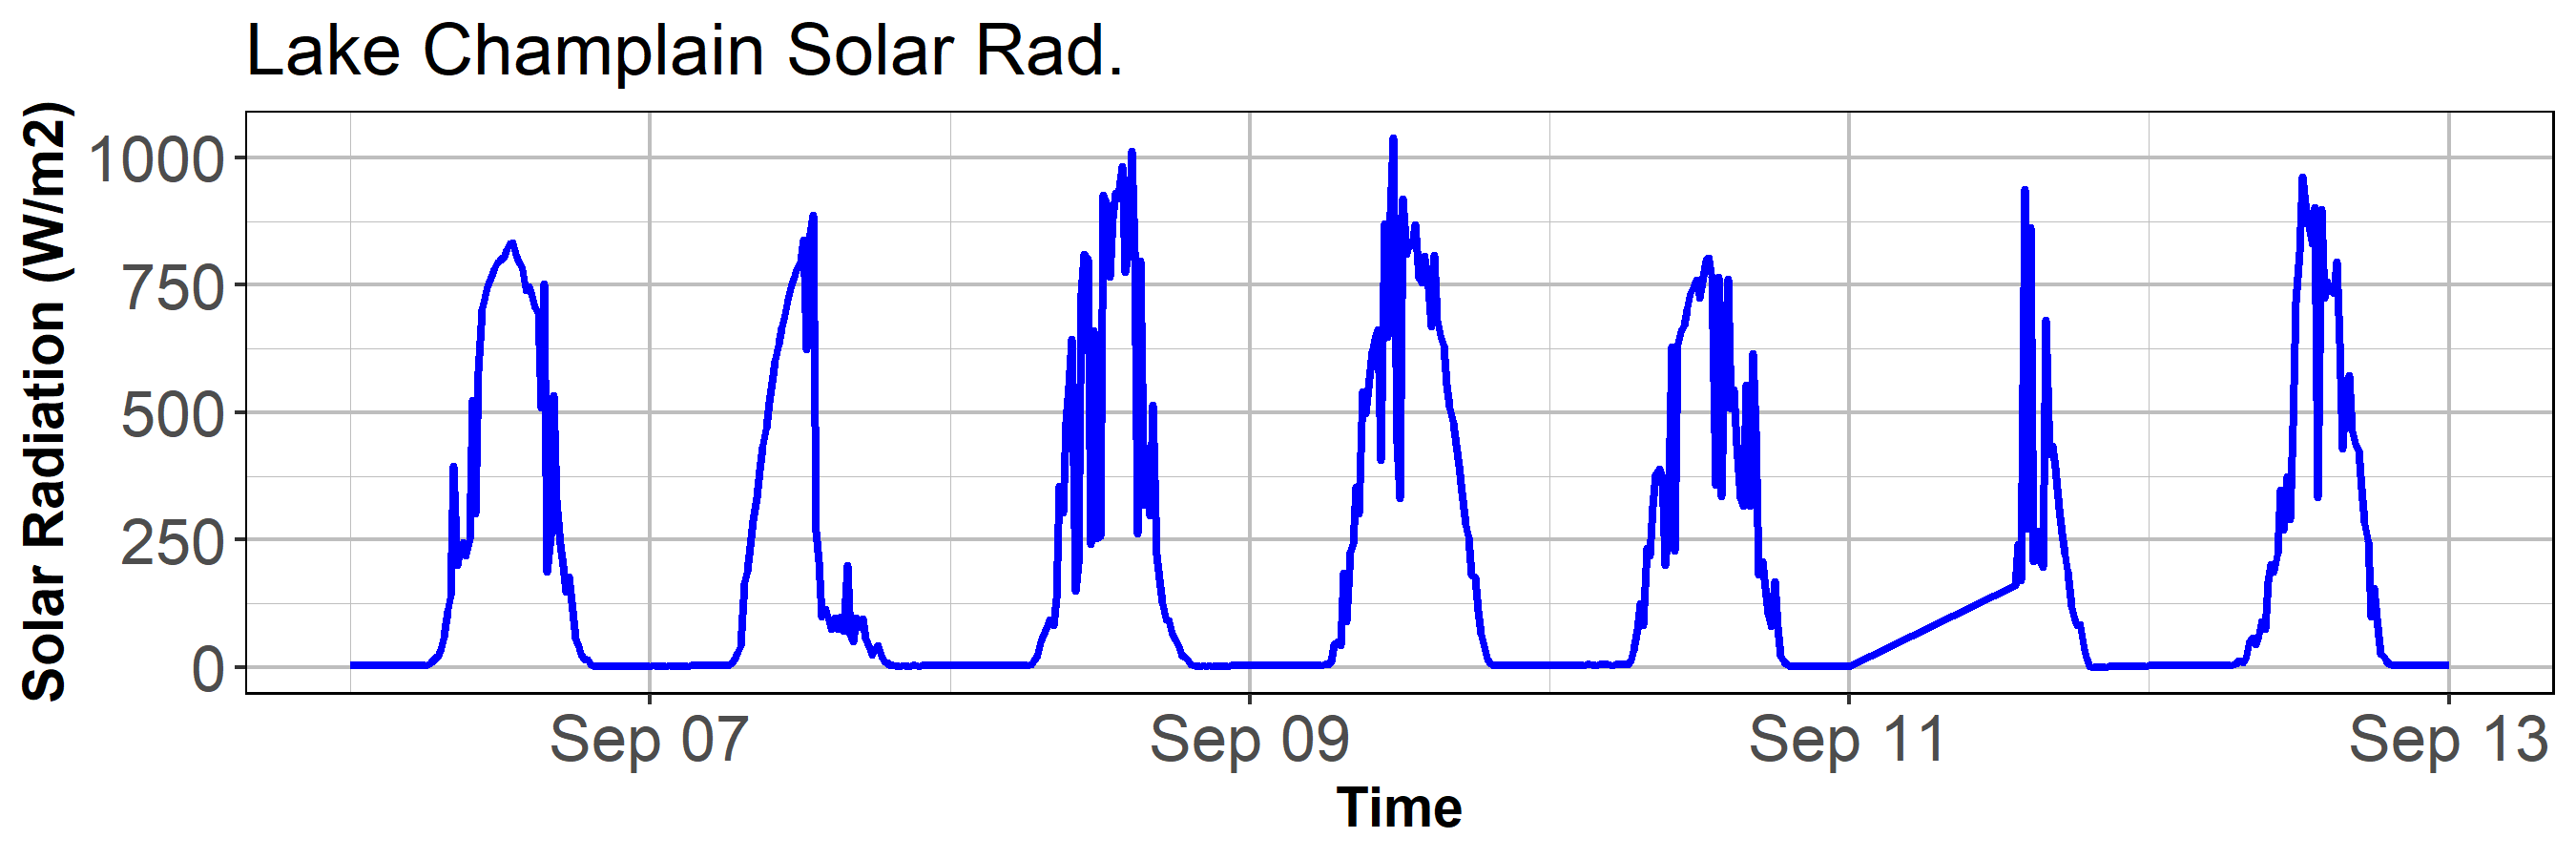 Lake Champlain Solar Rad.
Solar Radiation (W/m2)
1000
750
500
250
0
Sep 07 Sep 09 Sep 11 Sep 13
Time